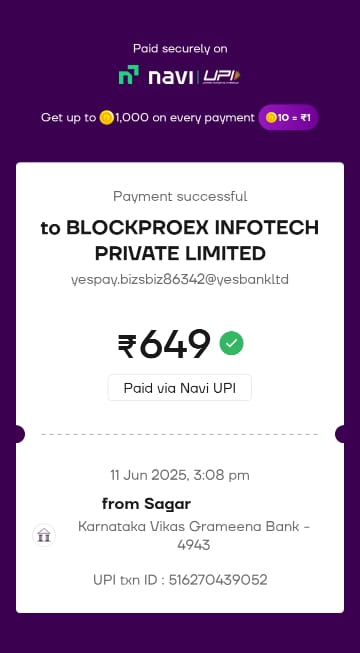 Paid securely on
navi UPI
Get up to 1,000 on every payment 10 = ₹1
Payment successful
to BLOCKPROEX INFOTECH
PRIVATE LIMITED
yespay.bizsbiz86342@yesbankltd
₹649
Paid via Navi UPI
11 Jun 2025, 3:08 pm
from Sagar
Karnataka Vikas Grameena Bank -
4943
UPI txn ID : 516270439052